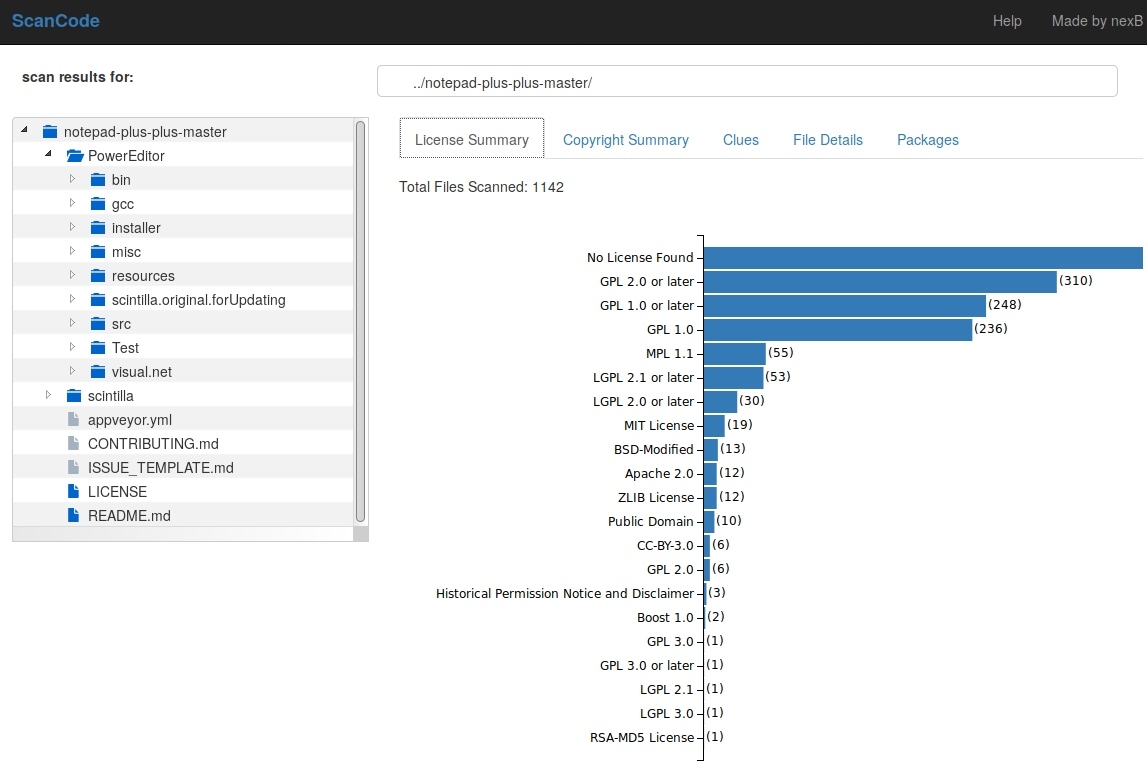 ScanCode
Help
Made by nexB
scan results for:
../notepad-plus-plus-master/
notepad-plus-plus-master
PowerEditor
bin
gcc
installer
misc
resources
scintilla.original.forUpdating
src
Test
visual.net
scintilla
appveyor.yml
CONTRIBUTING.md
ISSUE_TEMPLATE.md
LICENSE
README.md
License Summary
Copyright Summary
Clues
File Details
Packages
Total Files Scanned: 1142
No License Found
GPL 2.0 or later (310)
GPL 1.0 or later (248)
GPL 1.0 (236)
MPL 1.1 (55)
LGPL 2.1 or later (53)
LGPL 2.0 or later (30)
MIT License (19)
BSD-Modified (13)
Apache 2.0 (12)
ZLIB License (12)
Public Domain (10)
CC-BY-3.0 (6)
GPL 2.0 (6)
Historical Permission Notice and Disclaimer (3)
Boost 1.0 (2)
GPL 3.0 (1)
GPL 3.0 or later (1)
LGPL 2.1 (1)
LGPL 3.0 (1)
RSA-MD5 License (1)